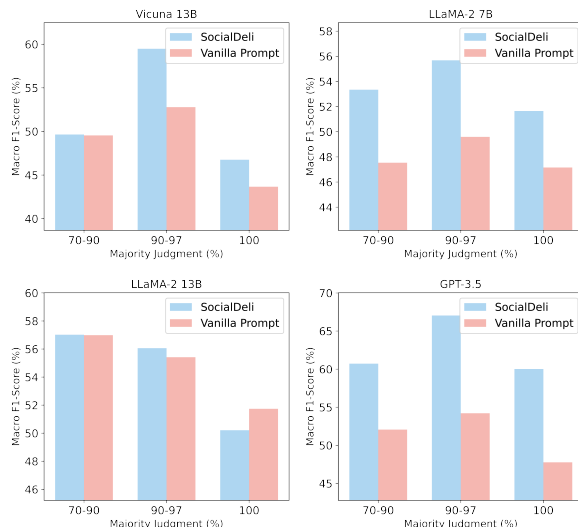 Vicuna 13B
Macro F1-Score (%)
60
55
50
45
40
SocialDeli
Vanilla Prompt
70-90
90-97
100
Majority Judgment (%)
LLaMA-2 7B
Macro F1-Score (%)
58
56
54
52
50
48
46
44
SocialDeli
Vanilla Prompt
70-90
90-97
100
Majority Judgment (%)
LLaMA-2 13B
Macro F1-Score (%)
60
58
56
54
52
50
48
46
SocialDeli
Vanilla Prompt
70-90
90-97
100
Majority Judgment (%)
GPT-3.5
Macro F1-Score (%)
70
65
60
55
50
45
SocialDeli
Vanilla Prompt
70-90
90-97
100
Majority Judgment (%)